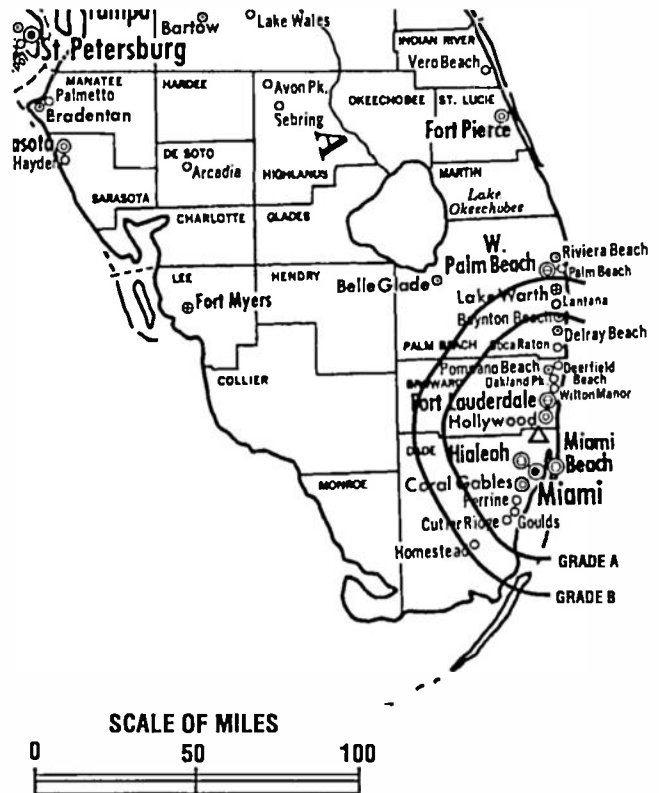 Tampa
St. Petersburg
Bartow
Lake Wales
INDIAN RIVER
Vero Beach
MANATEE
Palmetto
Bradentan
HARDEE
Avon Pk.
Sebring
OKEECHOBEE
ST. LUCIE
Fort Pierce
asota
Hayden
DE SOTO
Arcadia
A
HIGHLANDS
MARTIN
SARASOTA
CHARLOTTE
GLADES
Lake
Okeechubee
W.
Palm Beach
Riviera Beach
Palm Beach
LEE
HENDRY
Belle Glade
Fort Myers
Lake Warth
Lantana
Boynton Beach
Delray Beach
PALM BEACH
Boca Raton
COLLIER
Pompano Beach
Deerfield
Beach
BROWARD
Oakland Pk.
Wilton Manor
Fort Lauderdale
Hollywood
DADE
Hialeah
Miami
Beach
MONROE
Coral Gables
Miami
Perrine
Cutler Ridge
Goulds
Homestead
GRADE A
GRADE B
SCALE OF MILES
0 50 100